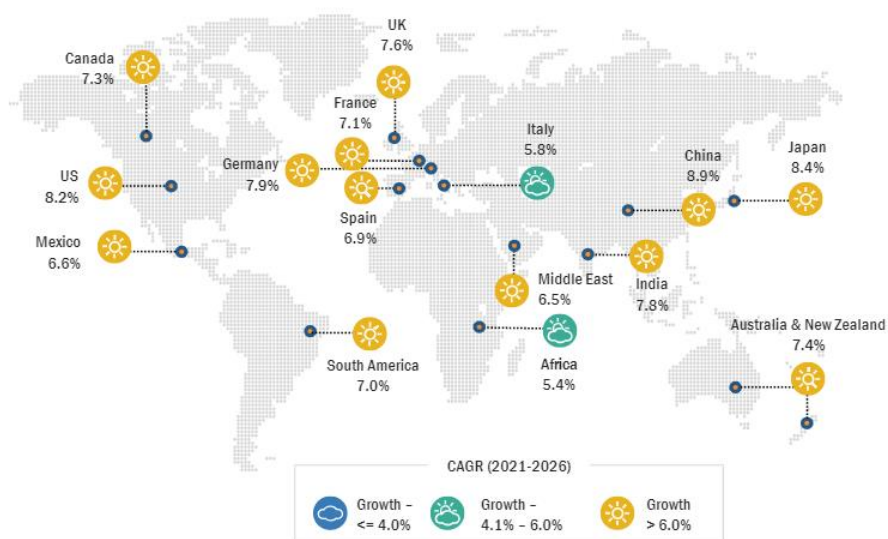 UK
7.6%
Canada
7.3%
France
7.1%
Italy
5.8%
China
8.9%
Japan
8.4%
US
8.2%
Germany
7.9%
Spain
6.9%
Mexico
6.6%
Middle East
6.5%
India
7.8%
Australia & New Zealand
7.4%
South America
7.0%
Africa
5.4%
CAGR (2021-2026)
Growth –
<= 4.0%
Growth –
4.1% – 6.0%
Growth
> 6.0%